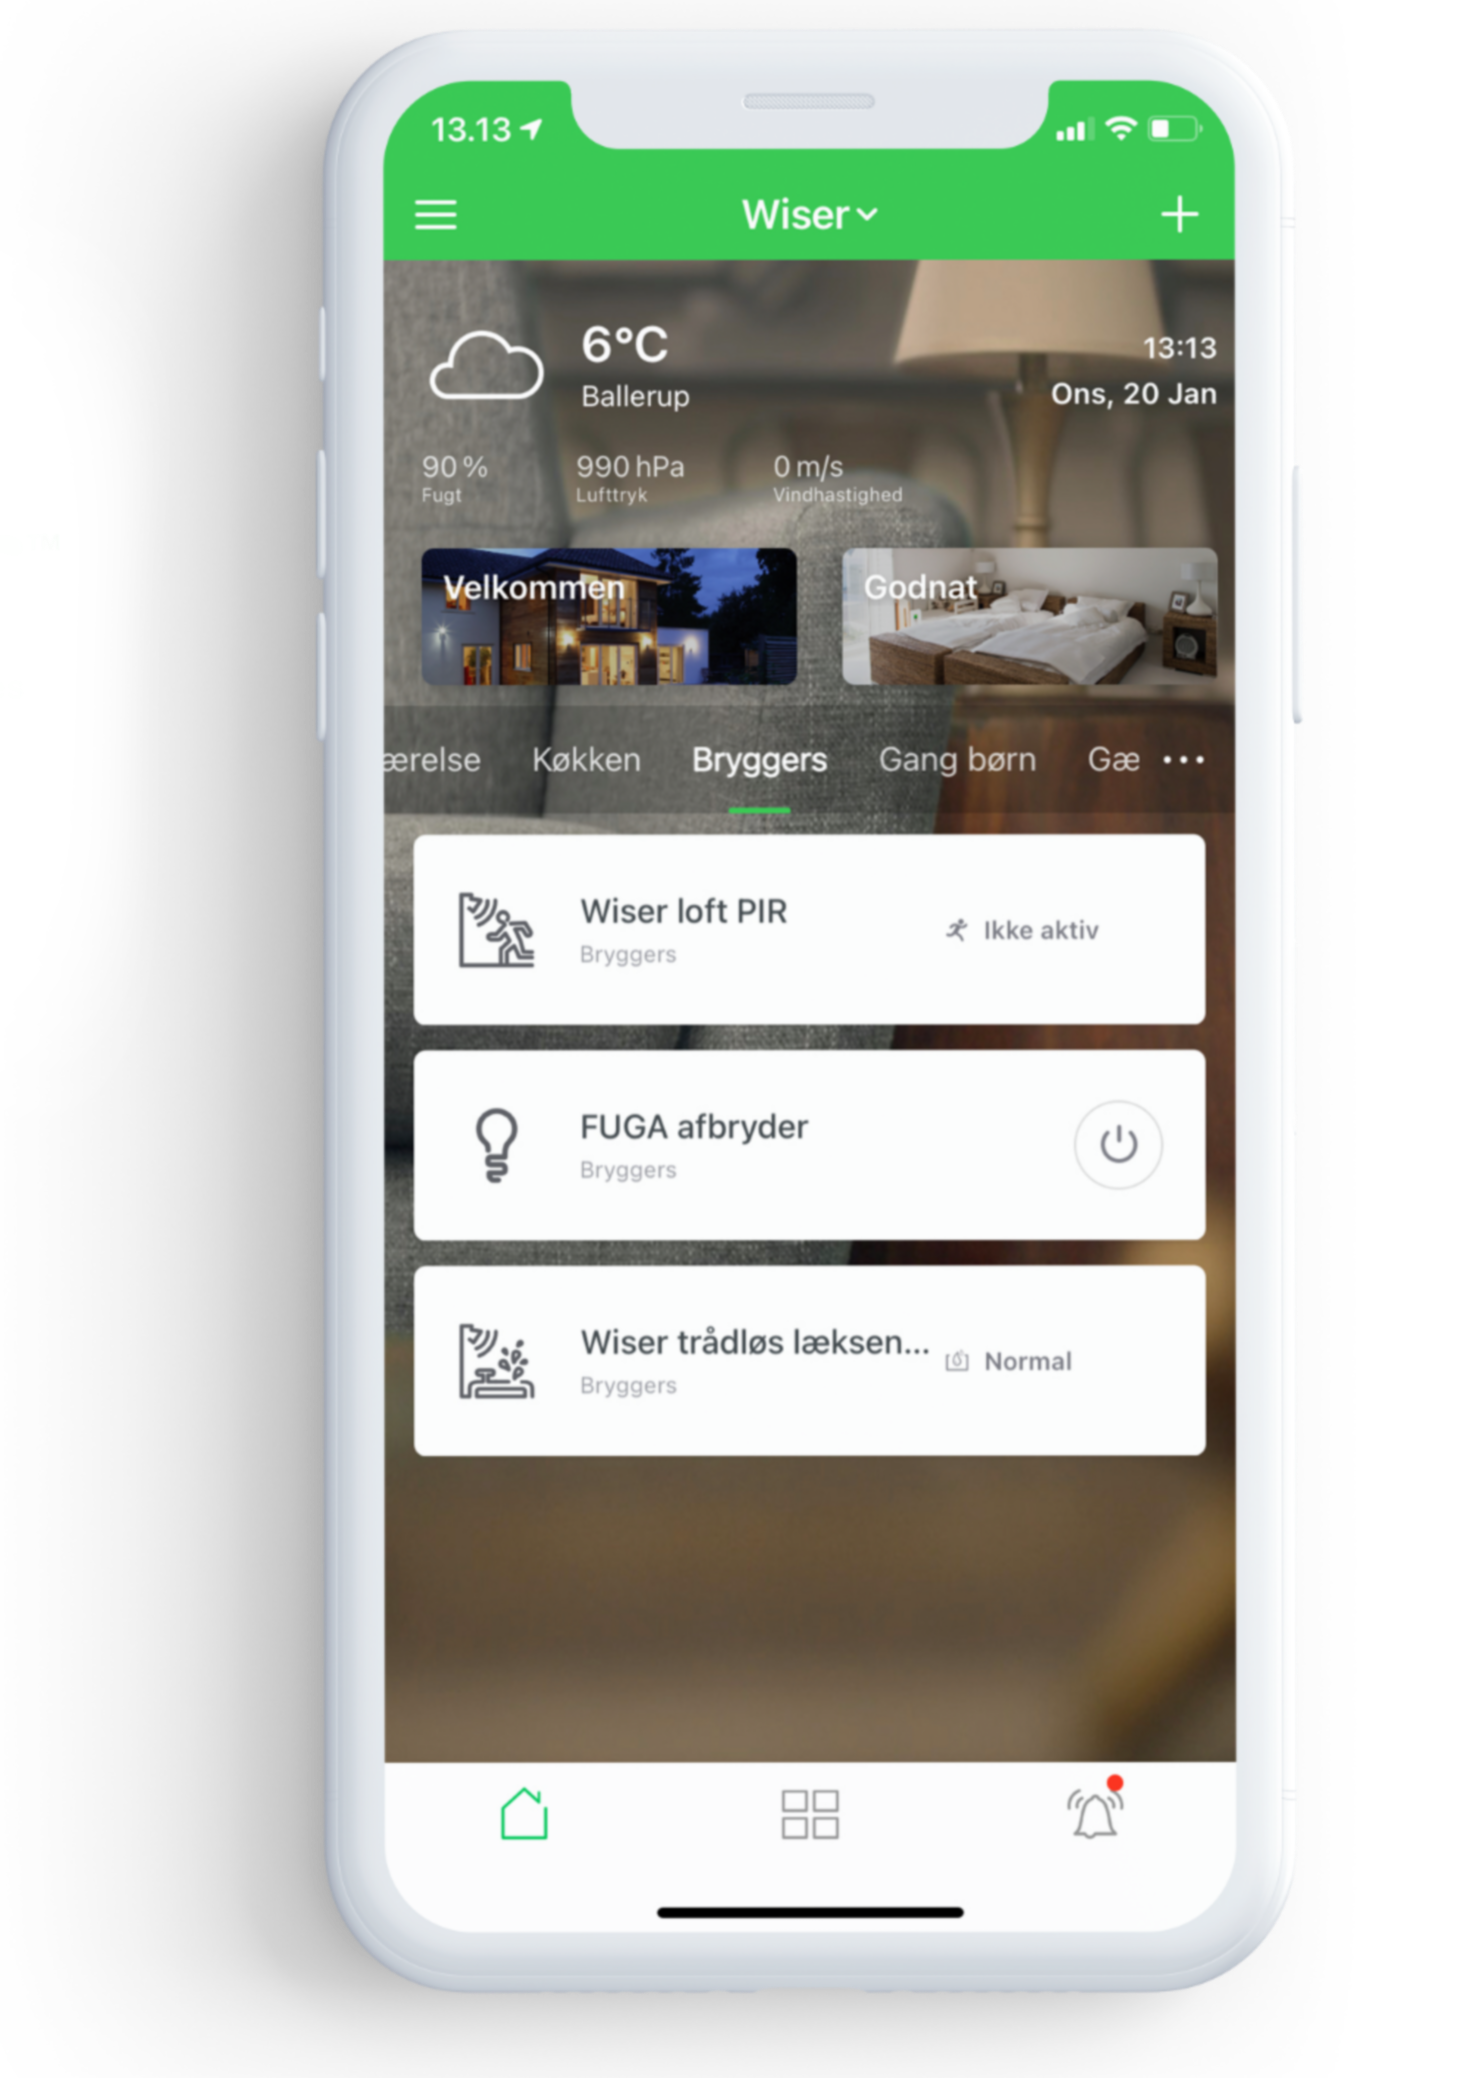 13.13
Wiser
6°C
Ballerup
13:13
Ons, 20 Jan
90 %
Fugt
990 hPa
Lufttryk
0 m/s
Vindhastighed
Velkommen
Godnat
ærelse Køkken Bryggers Gang børn Gæ ...
Wiser loft PIR
Bryggers
Ikke aktiv
FUGA afbryder
Bryggers
Wiser trådløs læksen...
Bryggers
Normal